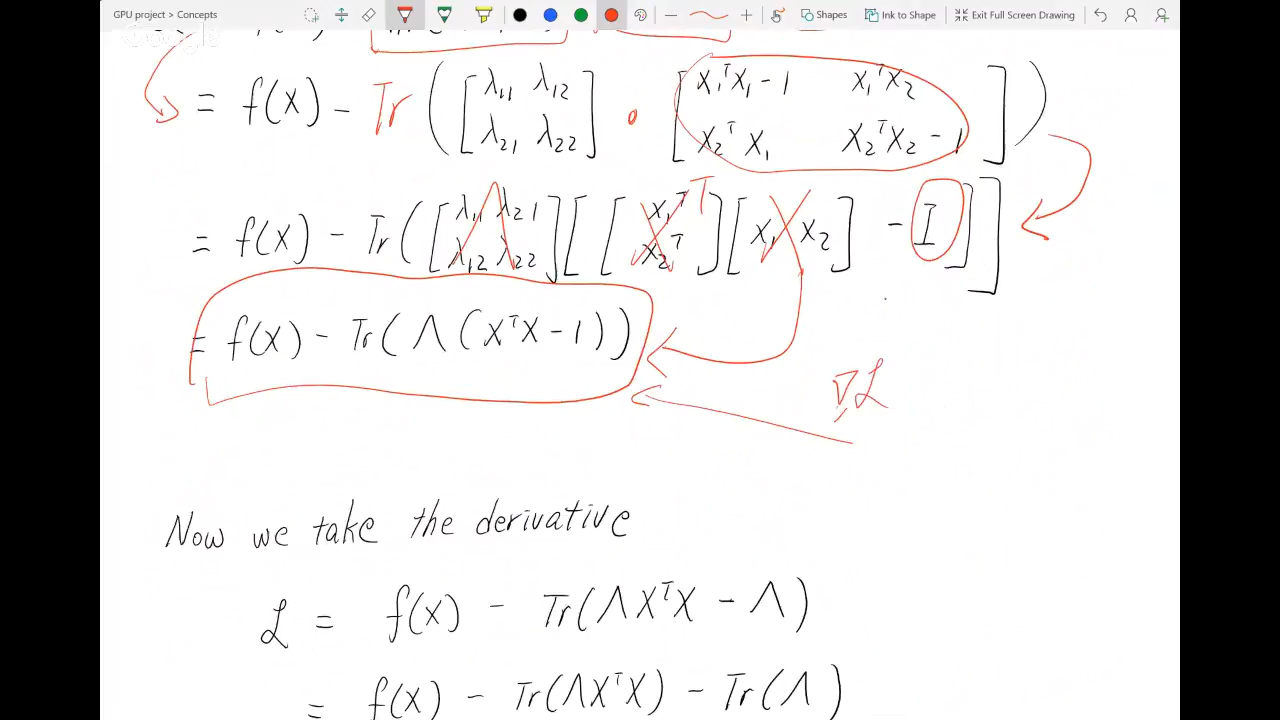 GPU project > Concepts Shapes Ink to Shape Exit Full Screen Drawing
= f(X) - Tr ( [ λ11 λ12 λ21 λ22 ] • [ x1ᵀx1 - 1 x1ᵀx2 x2ᵀx1 x2ᵀx2 - 1 ] )
= f(X) - Tr ( [ λ11 λ21 λ12 λ22 ] [ [ x1ᵀ x2ᵀ ] [ x1 x2 ] - I ] ]
= f(X) - Tr( Λ ( XᵀX - 1 ) )
∇ℒ
Now we take the derivative
ℒ = f(x) - Tr( ΛXᵀX - Λ )
= f(x) - Tr(ΛXᵀX) - Tr(Λ)